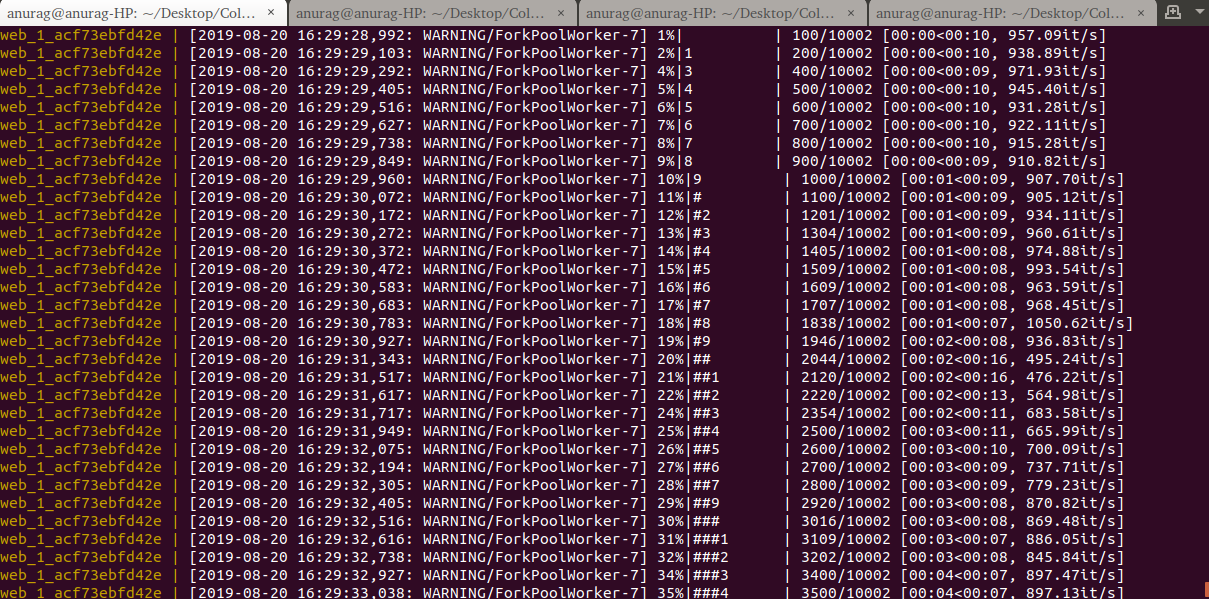 anurag@anurag-HP: ~/Desktop/Col… × anurag@anurag-HP: ~/Desktop/Col… × anurag@anurag-HP: ~/Desktop/Col… × anurag@anurag-HP: ~/Desktop/Col… ×
web_1_acf73ebfd42e | [2019-08-20 16:29:28,992: WARNING/ForkPoolWorker-7] 1%|          | 100/10002 [00:00<00:10, 957.09it/s]
web_1_acf73ebfd42e | [2019-08-20 16:29:29,103: WARNING/ForkPoolWorker-7] 2%|1         | 200/10002 [00:00<00:10, 938.89it/s]
web_1_acf73ebfd42e | [2019-08-20 16:29:29,292: WARNING/ForkPoolWorker-7] 4%|3         | 400/10002 [00:00<00:09, 971.93it/s]
web_1_acf73ebfd42e | [2019-08-20 16:29:29,405: WARNING/ForkPoolWorker-7] 5%|4         | 500/10002 [00:00<00:10, 945.40it/s]
web_1_acf73ebfd42e | [2019-08-20 16:29:29,516: WARNING/ForkPoolWorker-7] 6%|5         | 600/10002 [00:00<00:10, 931.28it/s]
web_1_acf73ebfd42e | [2019-08-20 16:29:29,627: WARNING/ForkPoolWorker-7] 7%|6         | 700/10002 [00:00<00:10, 922.11it/s]
web_1_acf73ebfd42e | [2019-08-20 16:29:29,738: WARNING/ForkPoolWorker-7] 8%|7         | 800/10002 [00:00<00:10, 915.28it/s]
web_1_acf73ebfd42e | [2019-08-20 16:29:29,849: WARNING/ForkPoolWorker-7] 9%|8         | 900/10002 [00:00<00:09, 910.82it/s]
web_1_acf73ebfd42e | [2019-08-20 16:29:29,960: WARNING/ForkPoolWorker-7] 10%|9         | 1000/10002 [00:01<00:09, 907.70it/s]
web_1_acf73ebfd42e | [2019-08-20 16:29:30,072: WARNING/ForkPoolWorker-7] 11%|#         | 1100/10002 [00:01<00:09, 905.12it/s]
web_1_acf73ebfd42e | [2019-08-20 16:29:30,172: WARNING/ForkPoolWorker-7] 12%|#2        | 1201/10002 [00:01<00:09, 934.11it/s]
web_1_acf73ebfd42e | [2019-08-20 16:29:30,272: WARNING/ForkPoolWorker-7] 13%|#3        | 1304/10002 [00:01<00:09, 960.61it/s]
web_1_acf73ebfd42e | [2019-08-20 16:29:30,372: WARNING/ForkPoolWorker-7] 14%|#4        | 1405/10002 [00:01<00:08, 974.88it/s]
web_1_acf73ebfd42e | [2019-08-20 16:29:30,472: WARNING/ForkPoolWorker-7] 15%|#5        | 1509/10002 [00:01<00:08, 993.54it/s]
web_1_acf73ebfd42e | [2019-08-20 16:29:30,583: WARNING/ForkPoolWorker-7] 16%|#6        | 1609/10002 [00:01<00:08, 963.59it/s]
web_1_acf73ebfd42e | [2019-08-20 16:29:30,683: WARNING/ForkPoolWorker-7] 17%|#7        | 1707/10002 [00:01<00:08, 968.45it/s]
web_1_acf73ebfd42e | [2019-08-20 16:29:30,783: WARNING/ForkPoolWorker-7] 18%|#8        | 1838/10002 [00:01<00:07, 1050.62it/s]
web_1_acf73ebfd42e | [2019-08-20 16:29:30,927: WARNING/ForkPoolWorker-7] 19%|#9        | 1946/10002 [00:02<00:08, 936.83it/s]
web_1_acf73ebfd42e | [2019-08-20 16:29:31,343: WARNING/ForkPoolWorker-7] 20%|##        | 2044/10002 [00:02<00:16, 495.24it/s]
web_1_acf73ebfd42e | [2019-08-20 16:29:31,517: WARNING/ForkPoolWorker-7] 21%|##1       | 2120/10002 [00:02<00:16, 476.22it/s]
web_1_acf73ebfd42e | [2019-08-20 16:29:31,617: WARNING/ForkPoolWorker-7] 22%|##2       | 2220/10002 [00:02<00:13, 564.98it/s]
web_1_acf73ebfd42e | [2019-08-20 16:29:31,717: WARNING/ForkPoolWorker-7] 24%|##3       | 2354/10002 [00:02<00:11, 683.58it/s]
web_1_acf73ebfd42e | [2019-08-20 16:29:31,949: WARNING/ForkPoolWorker-7] 25%|##4       | 2500/10002 [00:03<00:11, 665.99it/s]
web_1_acf73ebfd42e | [2019-08-20 16:29:32,075: WARNING/ForkPoolWorker-7] 26%|##5       | 2600/10002 [00:03<00:10, 700.09it/s]
web_1_acf73ebfd42e | [2019-08-20 16:29:32,194: WARNING/ForkPoolWorker-7] 27%|##6       | 2700/10002 [00:03<00:09, 737.71it/s]
web_1_acf73ebfd42e | [2019-08-20 16:29:32,305: WARNING/ForkPoolWorker-7] 28%|##7       | 2800/10002 [00:03<00:09, 779.23it/s]
web_1_acf73ebfd42e | [2019-08-20 16:29:32,405: WARNING/ForkPoolWorker-7] 29%|##9       | 2920/10002 [00:03<00:08, 870.82it/s]
web_1_acf73ebfd42e | [2019-08-20 16:29:32,516: WARNING/ForkPoolWorker-7] 30%|###       | 3016/10002 [00:03<00:08, 869.48it/s]
web_1_acf73ebfd42e | [2019-08-20 16:29:32,616: WARNING/ForkPoolWorker-7] 31%|###1      | 3109/10002 [00:03<00:07, 886.05it/s]
web_1_acf73ebfd42e | [2019-08-20 16:29:32,738: WARNING/ForkPoolWorker-7] 32%|###2      | 3202/10002 [00:03<00:08, 845.84it/s]
web_1_acf73ebfd42e | [2019-08-20 16:29:32,927: WARNING/ForkPoolWorker-7] 34%|###3      | 3400/10002 [00:04<00:07, 897.47it/s]
web_1_acf73ebfd42e | [2019-08-20 16:29:33,038: WARNING/ForkPoolWorker-7] 35%|###4      | 3500/10002 [00:04<00:07, 897.13it/s]